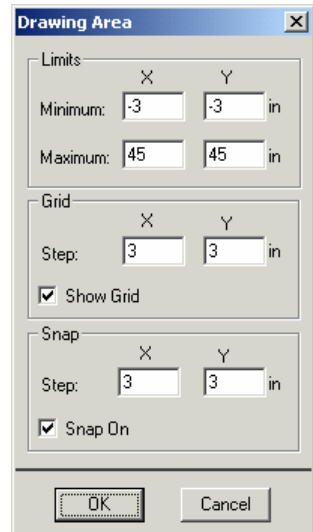 Drawing Area
Limits
X Y
Minimum: -3 -3 in
Maximum: 45 45 in
Grid
X Y
Step: 3 3 in
Show Grid
Snap
X Y
Step: 3 3 in
Snap On
OK Cancel